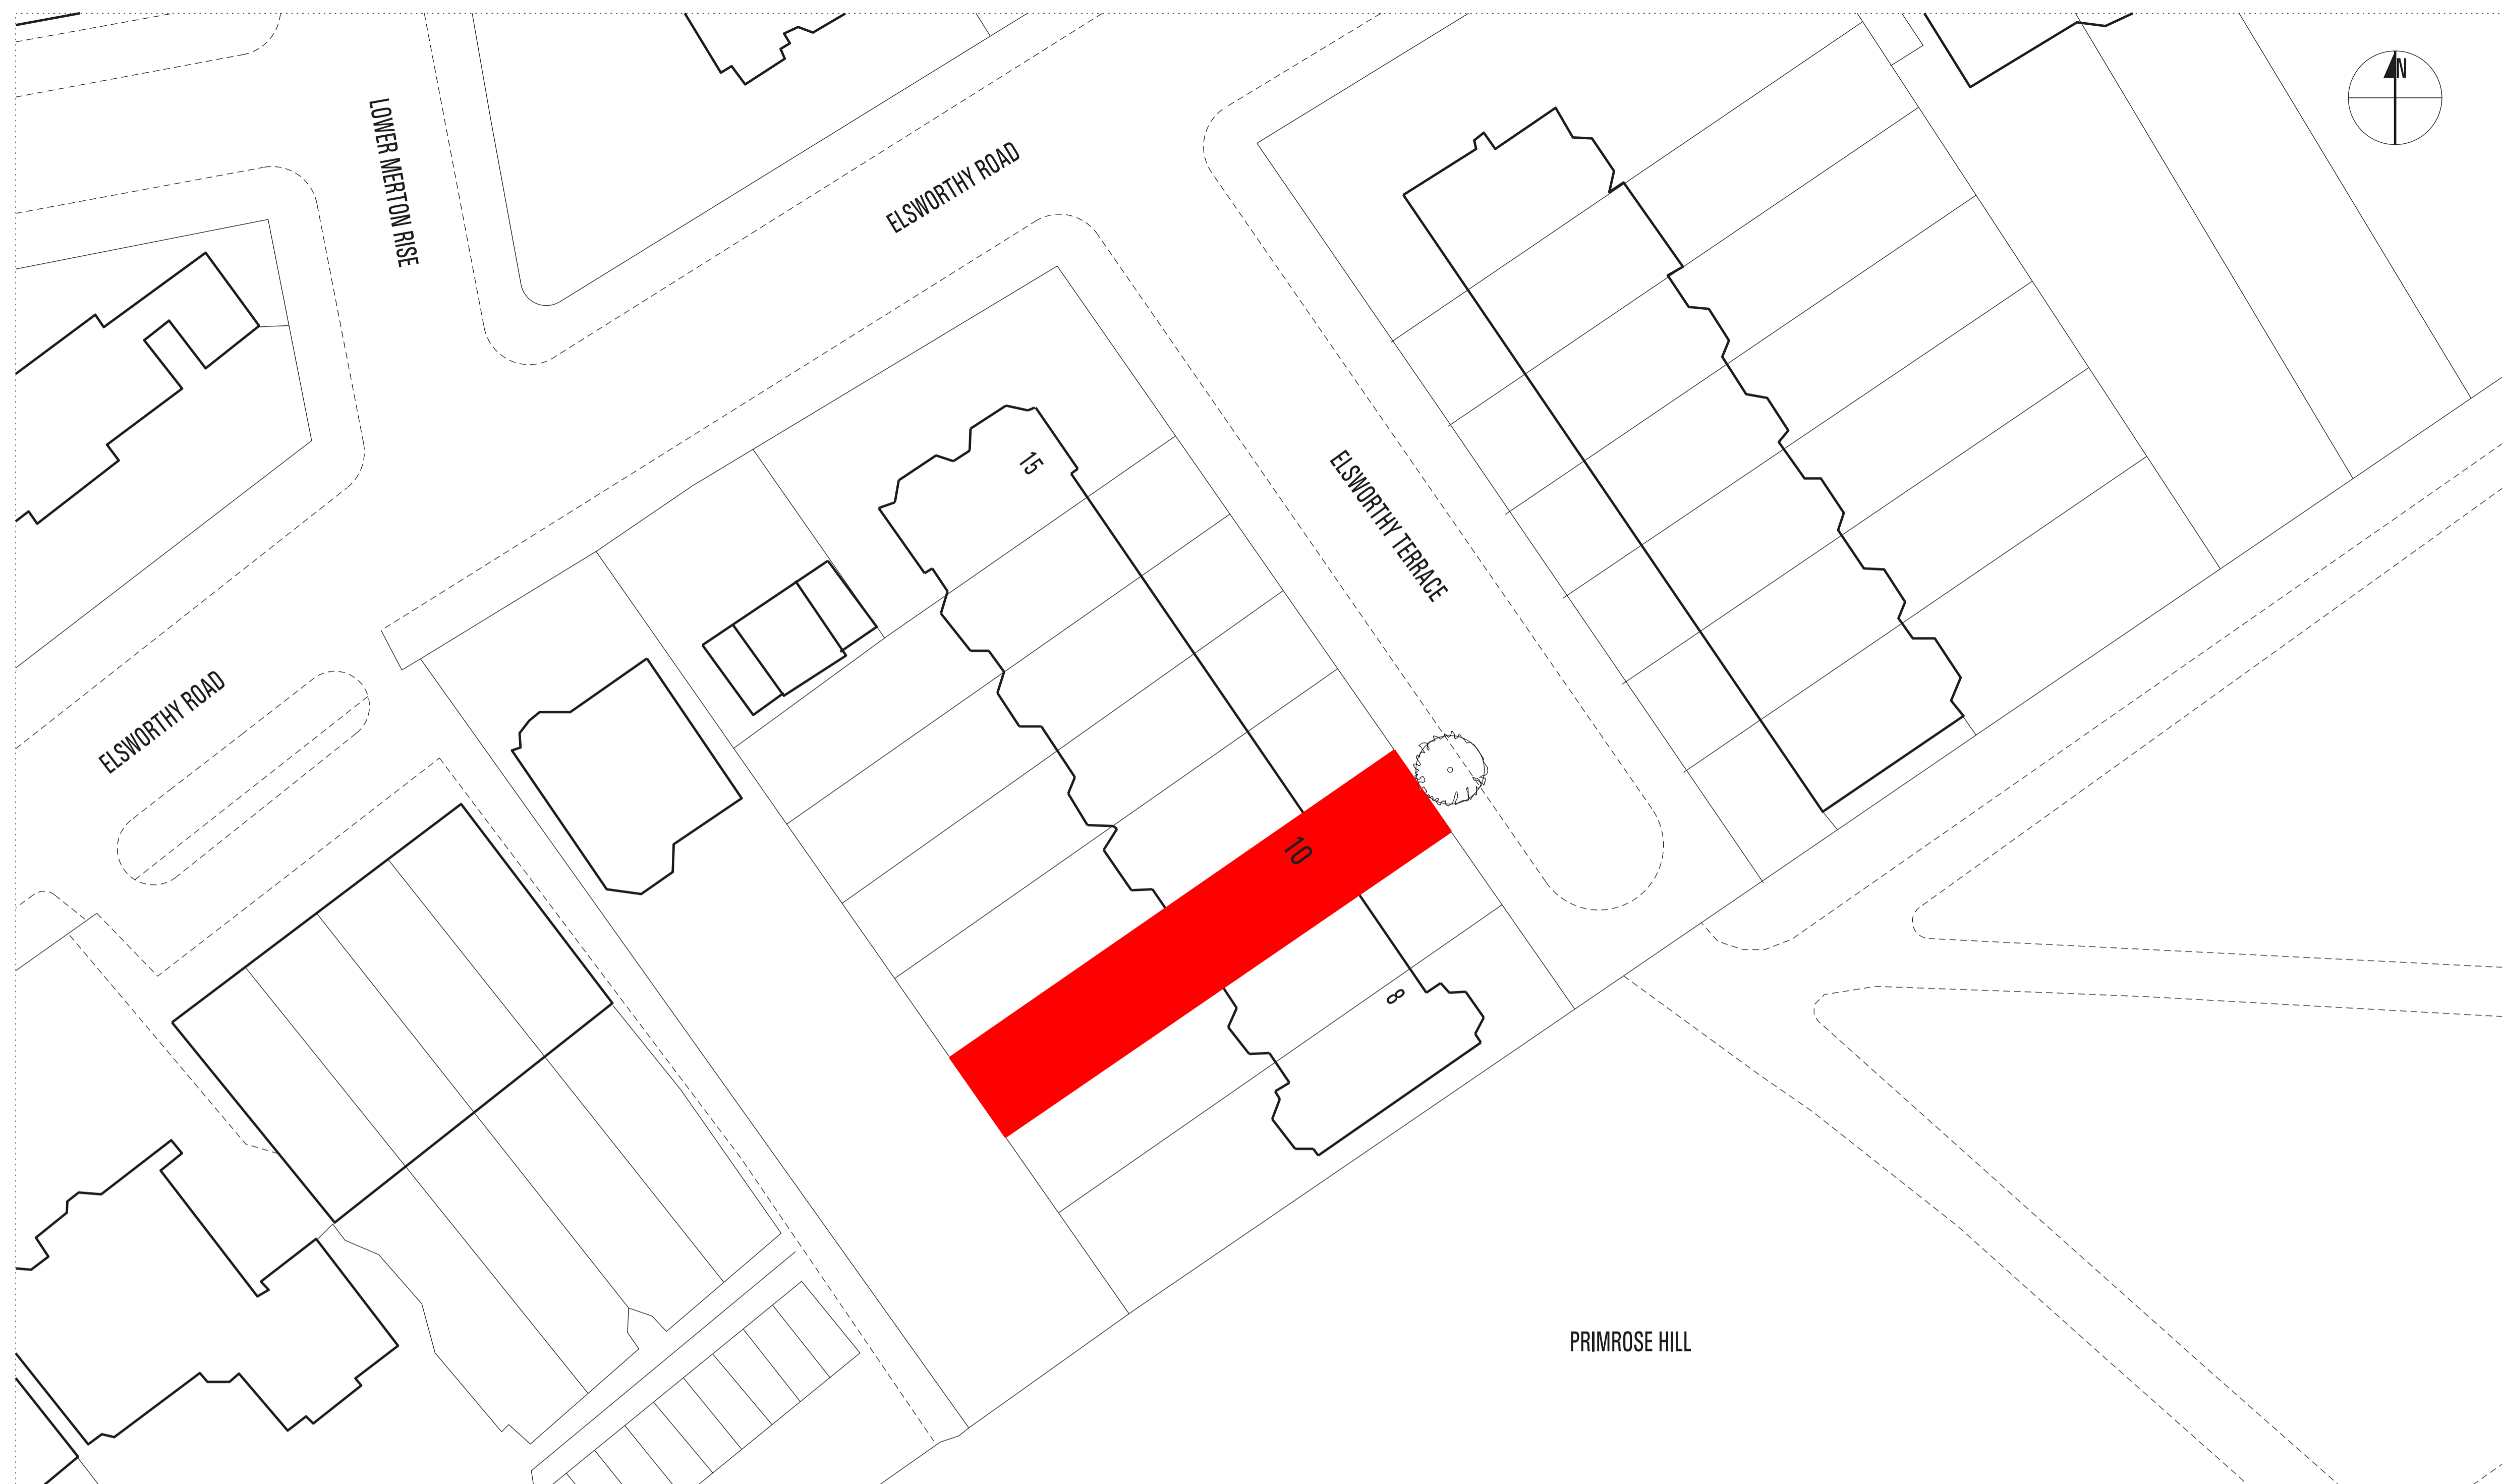 N
LOWER MERTON RISE
ELSWORTHY ROAD
15
ELSWORTHY TERRACE
ELSWORTHY ROAD
10
8
PRIMROSE HILL